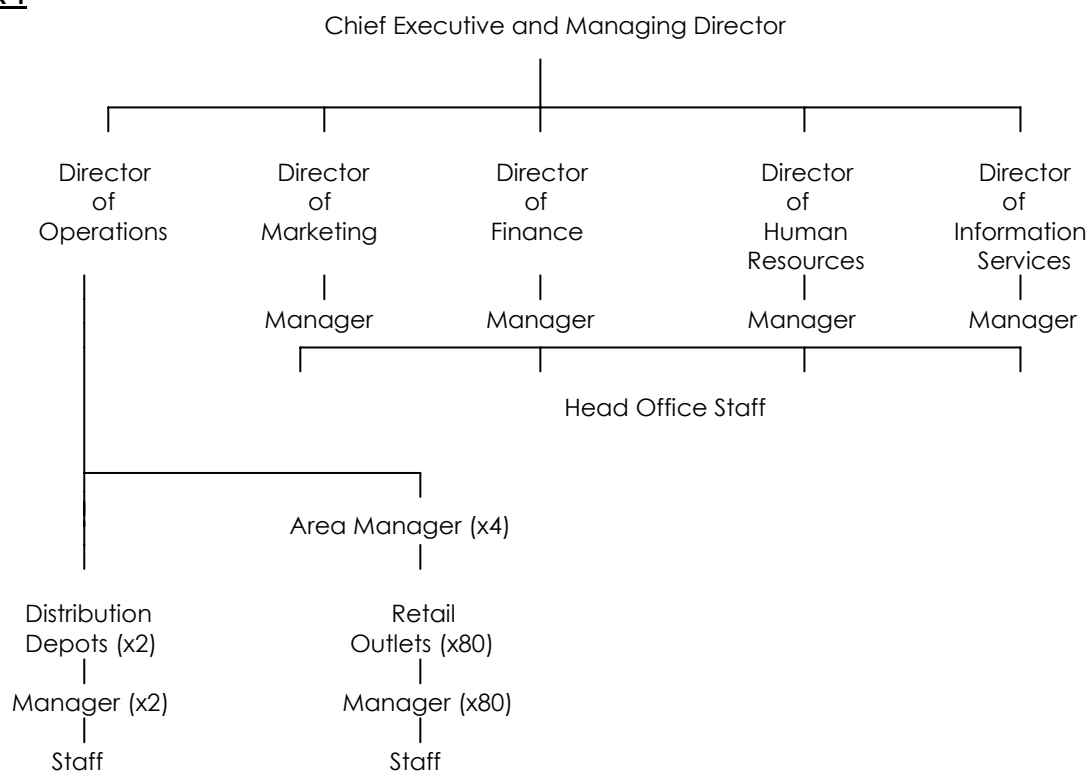 Chief Executive and Managing Director
Director
of
Operations
Director
of
Marketing
Director
of
Finance
Director
of
Human
Resources
Director
of
Information
Services
Manager
Manager
Manager
Manager
Head Office Staff
Area Manager (x4)
Distribution
Depots (x2)
Retail
Outlets (x80)
Manager (x2)
Manager (x80)
Staff
Staff